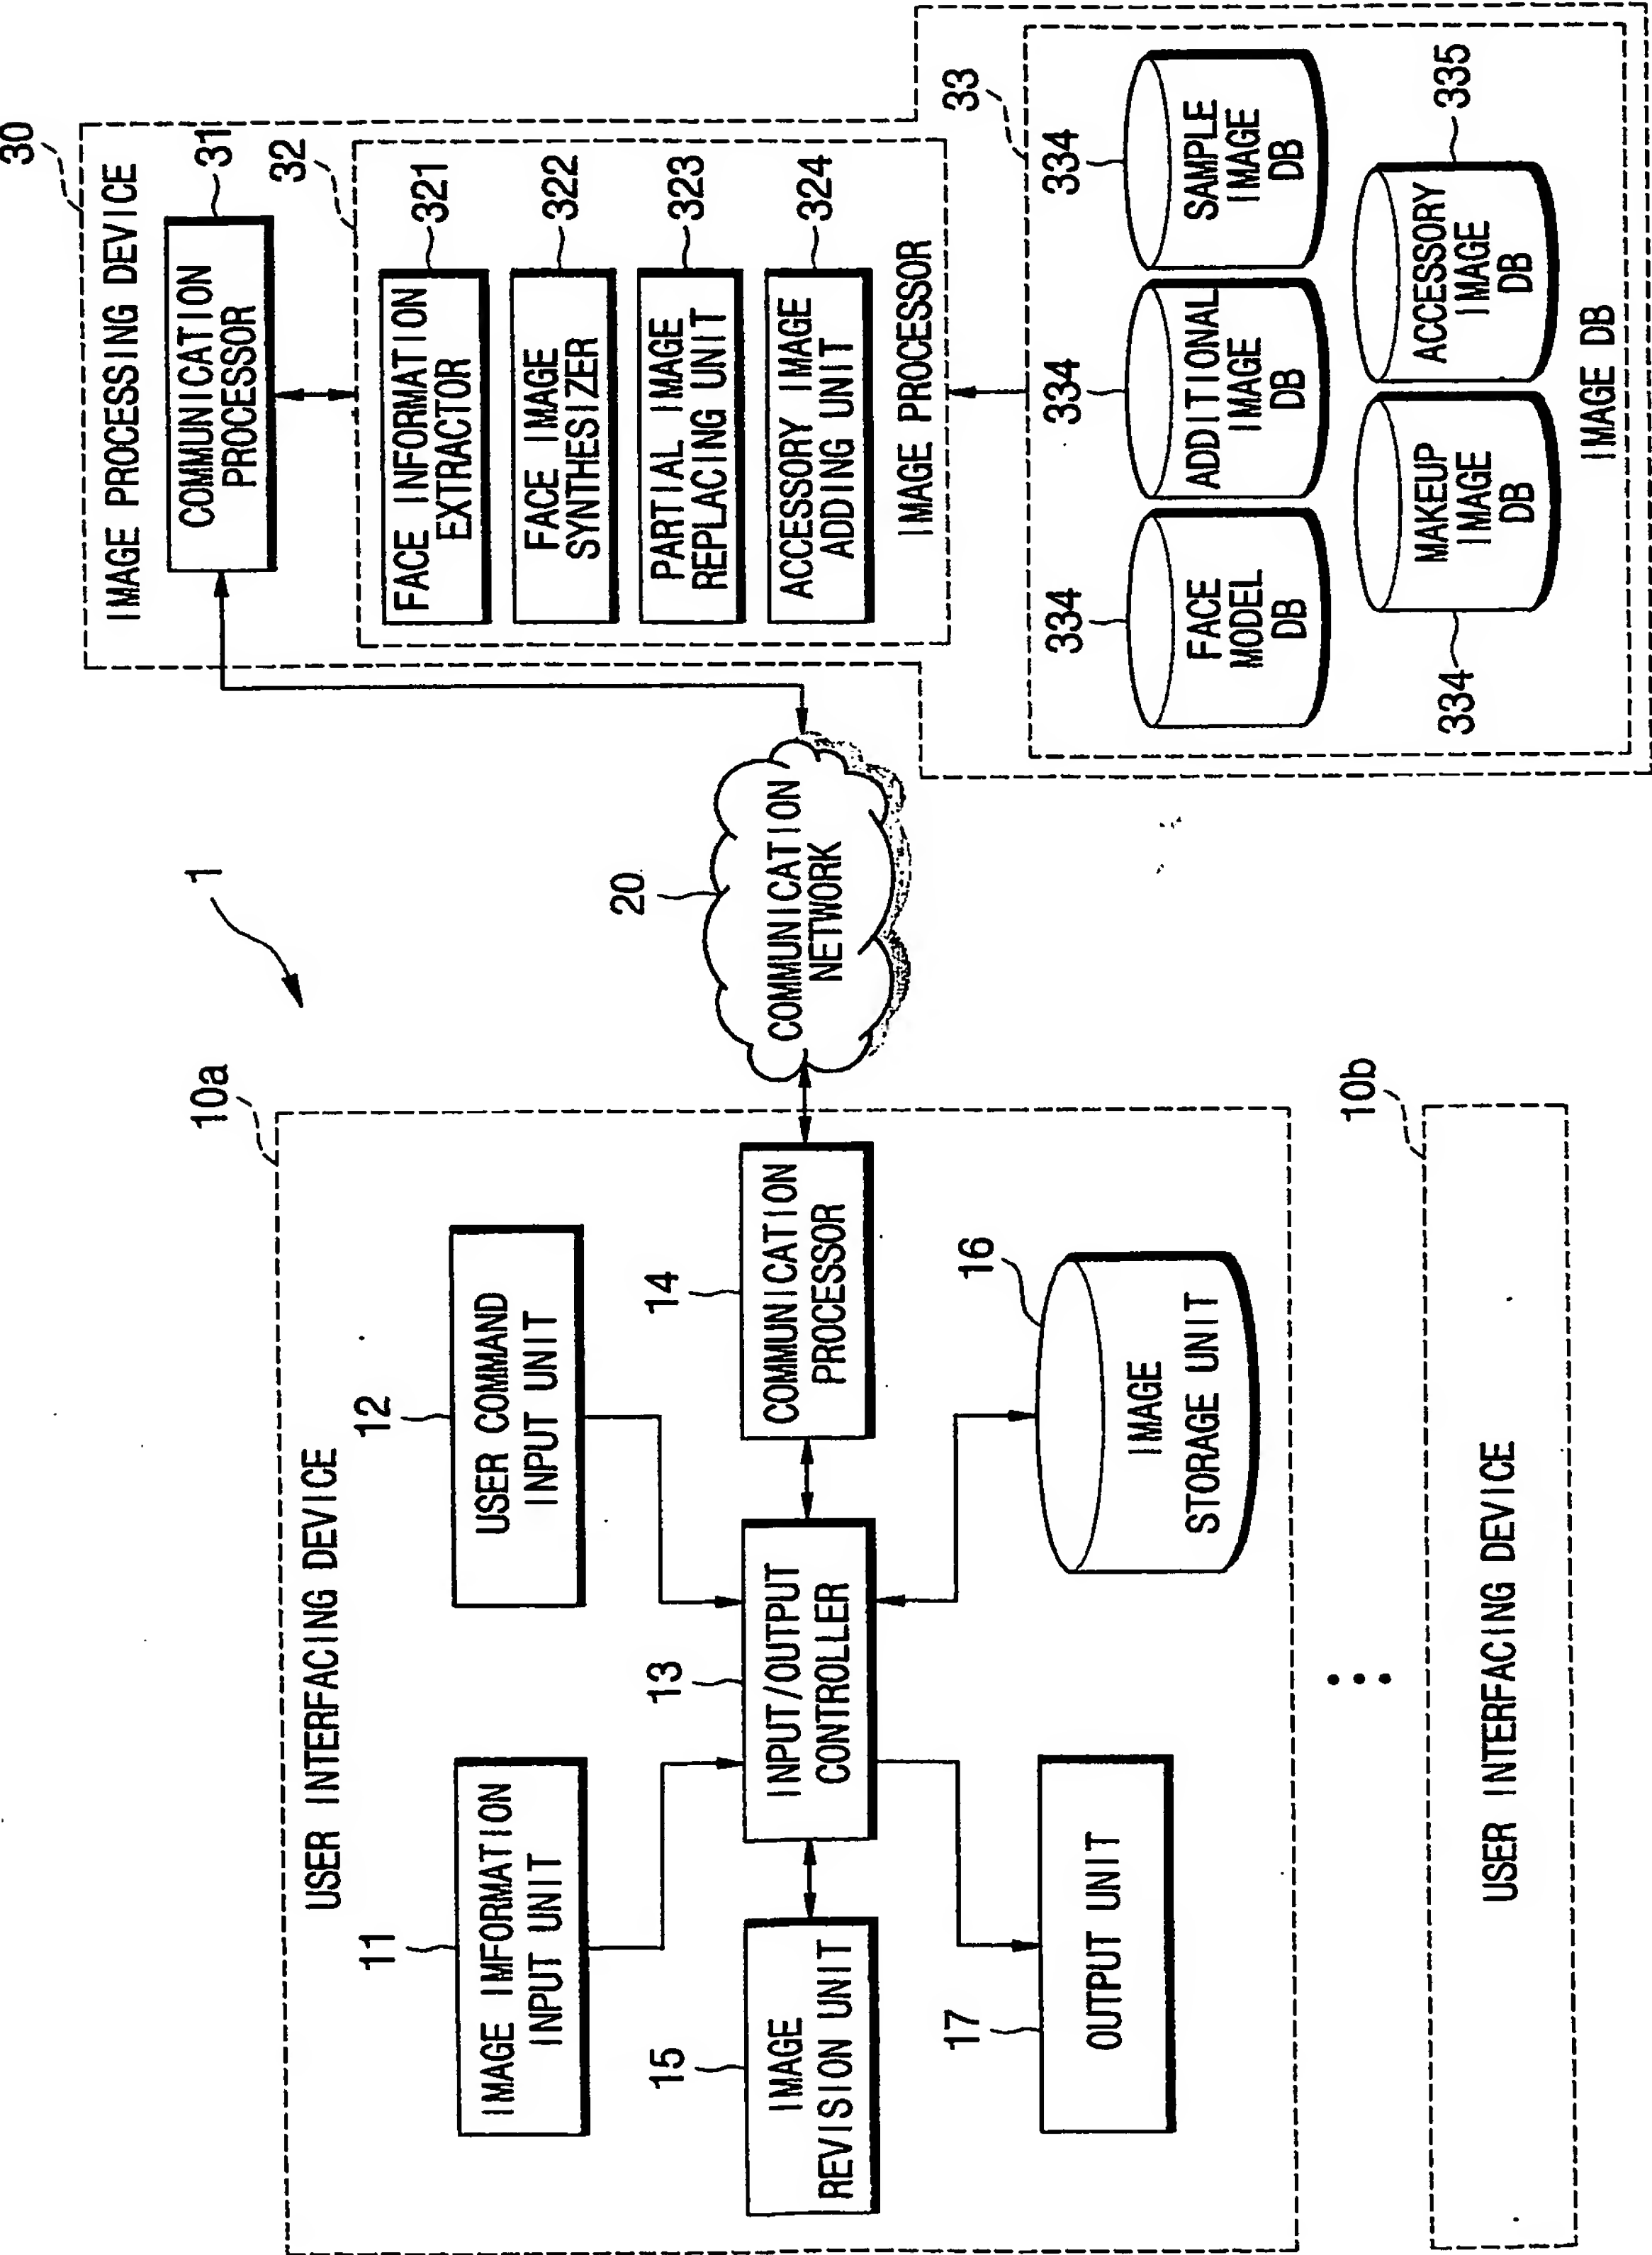 1
10a
USER INTERFACING DEVICE
11
IMAGE IMFORMATION
INPUT UNIT
12
USER COMMAND
INPUT UNIT
15
IMAGE
REVISION UNIT
13
INPUT/OUTPUT
CONTROLLER
14
COMMUNICATION
PROCESSOR
17
OUTPUT UNIT
16
IMAGE
STORAGE UNIT
10b
USER INTERFACING DEVICE
20
COMMUNICATION
NETWORK
30
IMAGE PROCESSING DEVICE
31
COMMUNICATION
PROCESSOR
32
321
FACE INFORMATION
EXTRACTOR
322
FACE IMAGE
SYNTHESIZER
323
PARTIAL IMAGE
REPLACING UNIT
324
ACCESSORY IMAGE
ADDING UNIT
IMAGE PROCESSOR
33
334
FACE
MODEL
DB
334
ADDITIONAL
IMAGE
DB
334
SAMPLE
IMAGE
DB
334
MAKEUP
IMAGE
DB
335
ACCESSORY
IMAGE
DB
IMAGE DB